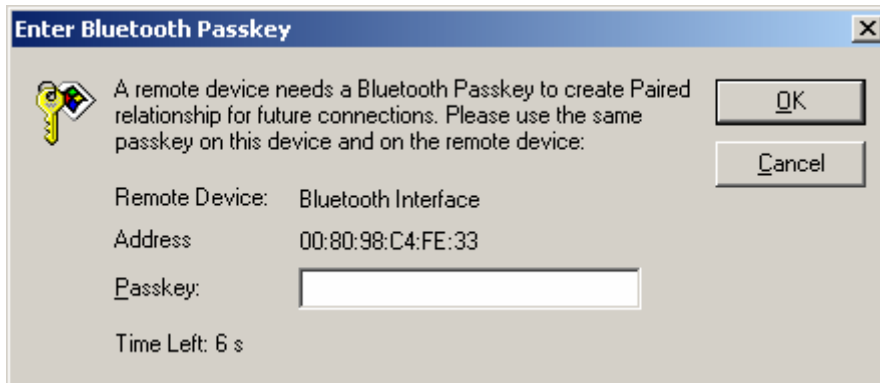 Enter Bluetooth Passkey
A remote device needs a Bluetooth Passkey to create Paired
relationship for future connections. Please use the same
passkey on this device and on the remote device:
OK
Cancel
Remote Device: Bluetooth Interface
Address 00:80:98:C4:FE:33
Passkey:
Time Left: 6 s